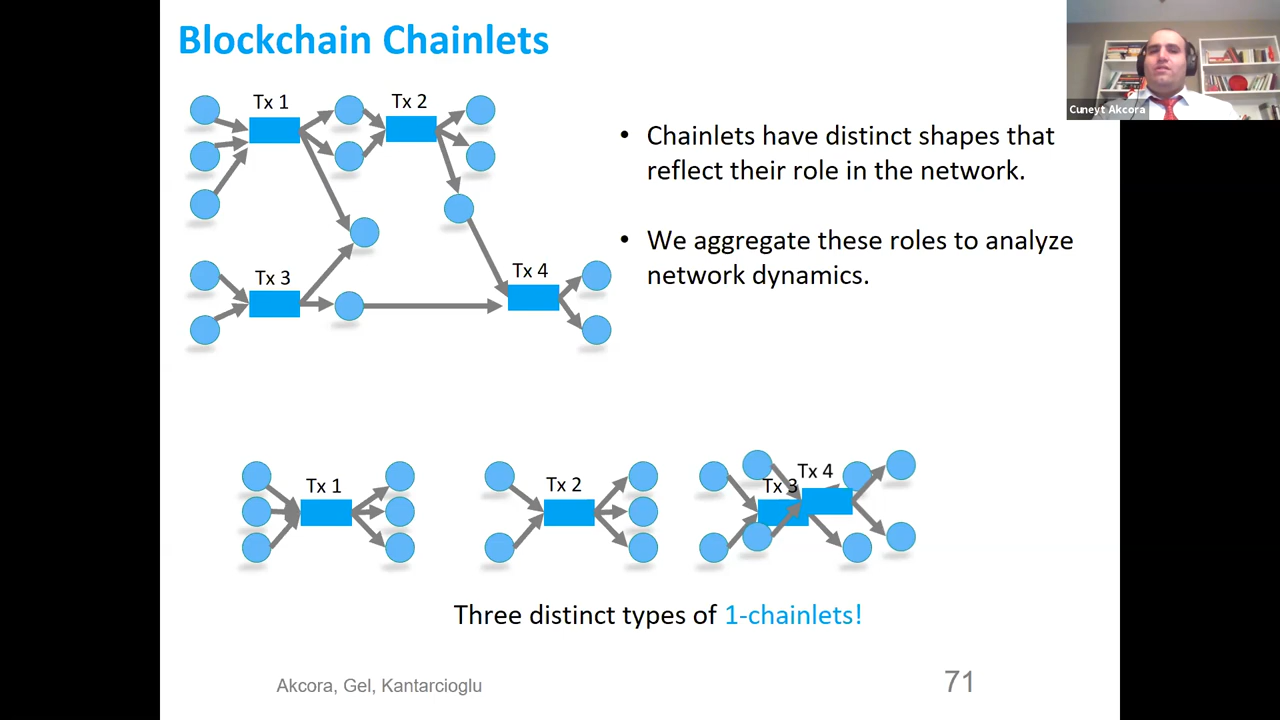 Blockchain Chainlets
Cuneyt Akcora
Tx 1
Tx 2
Tx 3
Tx 4
• Chainlets have distinct shapes that
reflect their role in the network.
• We aggregate these roles to analyze
network dynamics.
Tx 1
Tx 2
Tx 3
Tx 4
Three distinct types of 1-chainlets!
Akcora, Gel, Kantarcioglu
71